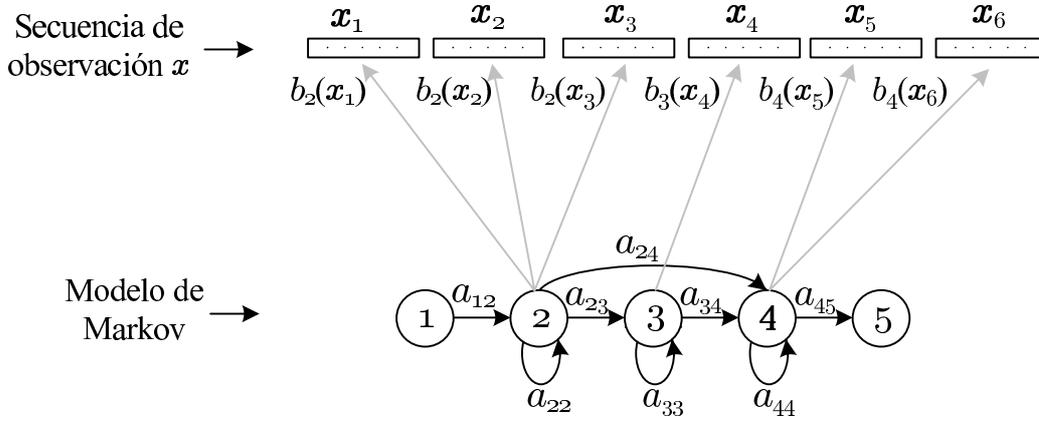 Secuencia de
observación x
x₁ x₂ x₃ x₄ x₅ x₆
b₂(x₁) b₂(x₂) b₂(x₃) b₃(x₄) b₄(x₅) b₄(x₆)
a₂₄
Modelo de
Markov
a₁₂ a₂₃ a₃₄ a₄₅
1 2 3 4 5
a₂₂ a₃₃ a₄₄